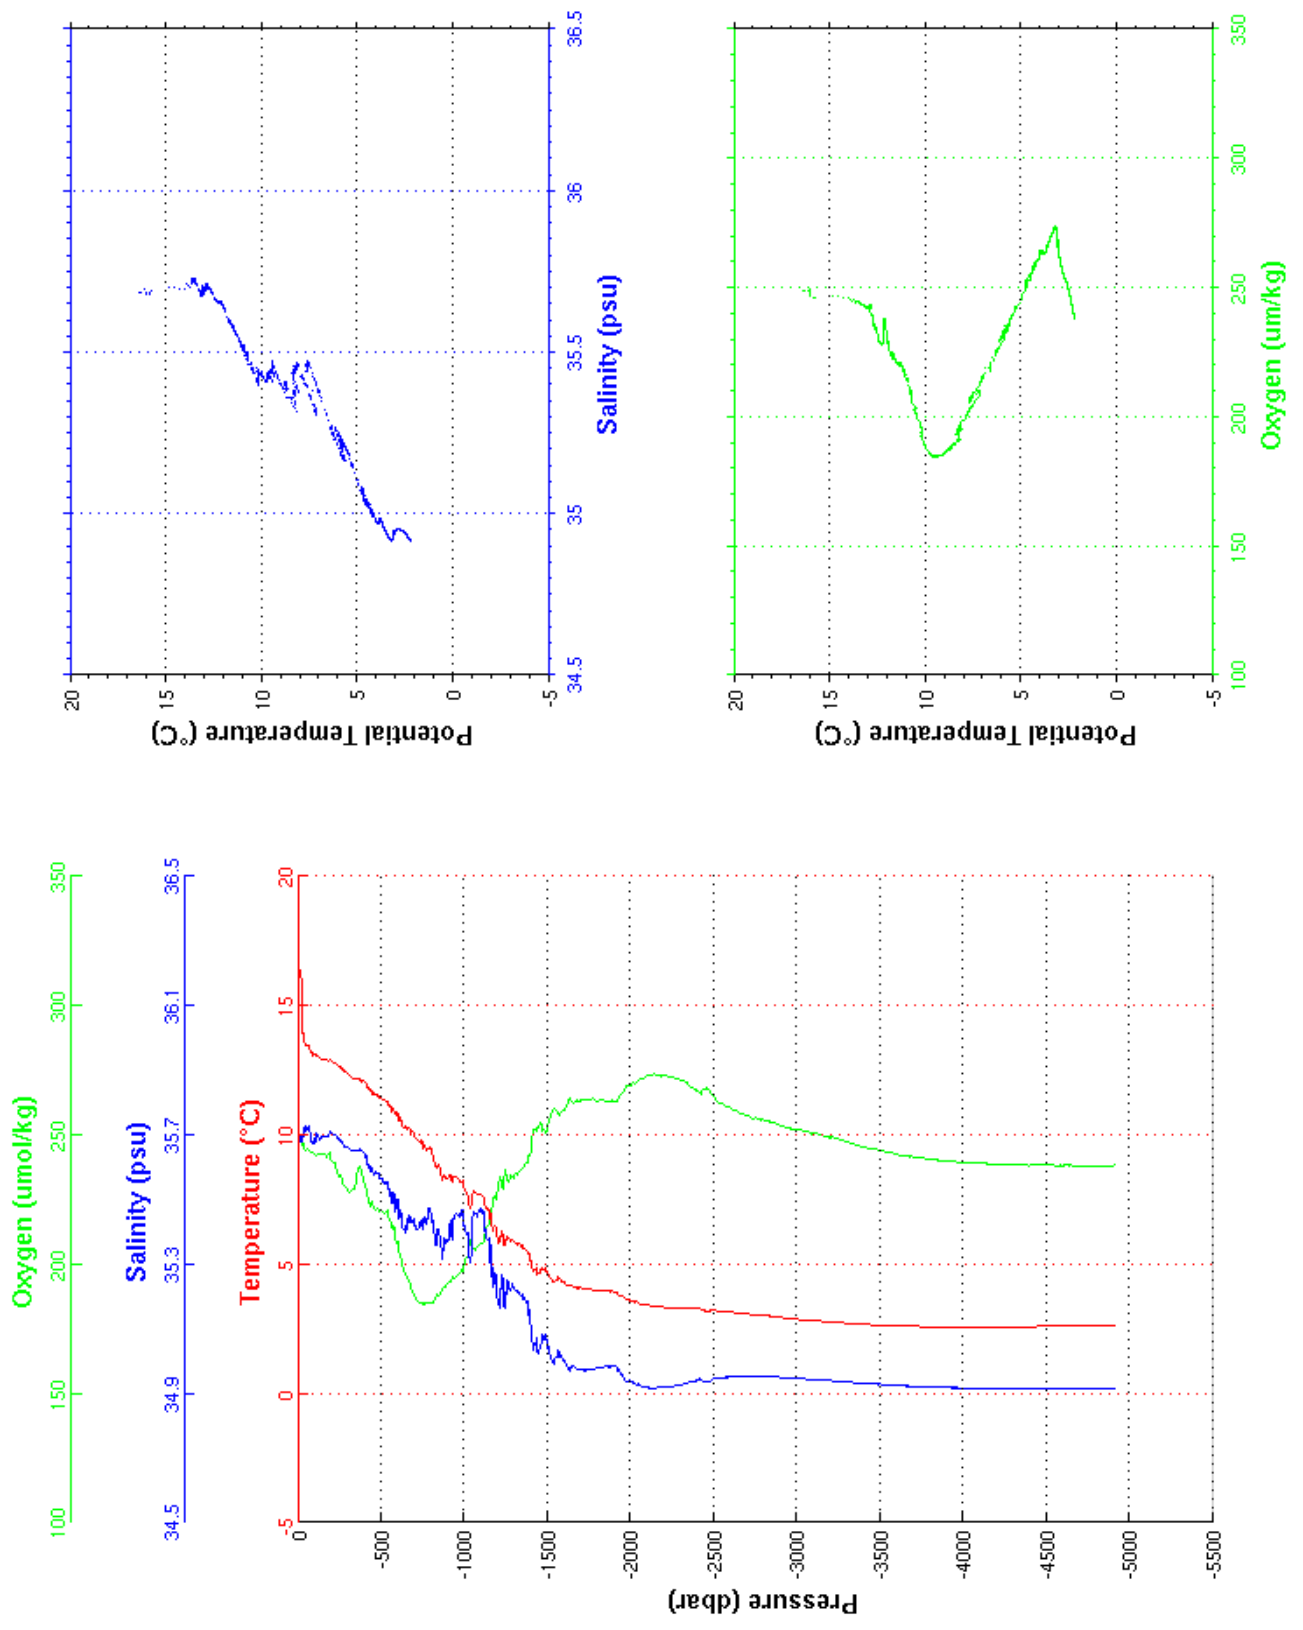 Oxygen (umol/kg)
100 150 200 250 300 350
Salinity (psu)
34.5 34.9 35.3 35.7 36.1 36.5
Temperature (°C)
-5 0 5 10 15 20
0
-500
-1000
-1500
-2000
-2500
-3000
-3500
-4000
-4500
-5000
-5500
Pressure (dbar)
20
15
10
5
0
-5
Potential Temperature (°C)
34.5 35 35.5 36 36.5
Salinity (psu)
20
15
10
5
0
-5
Potential Temperature (°C)
100 150 200 250 300 350
Oxygen (um/kg)